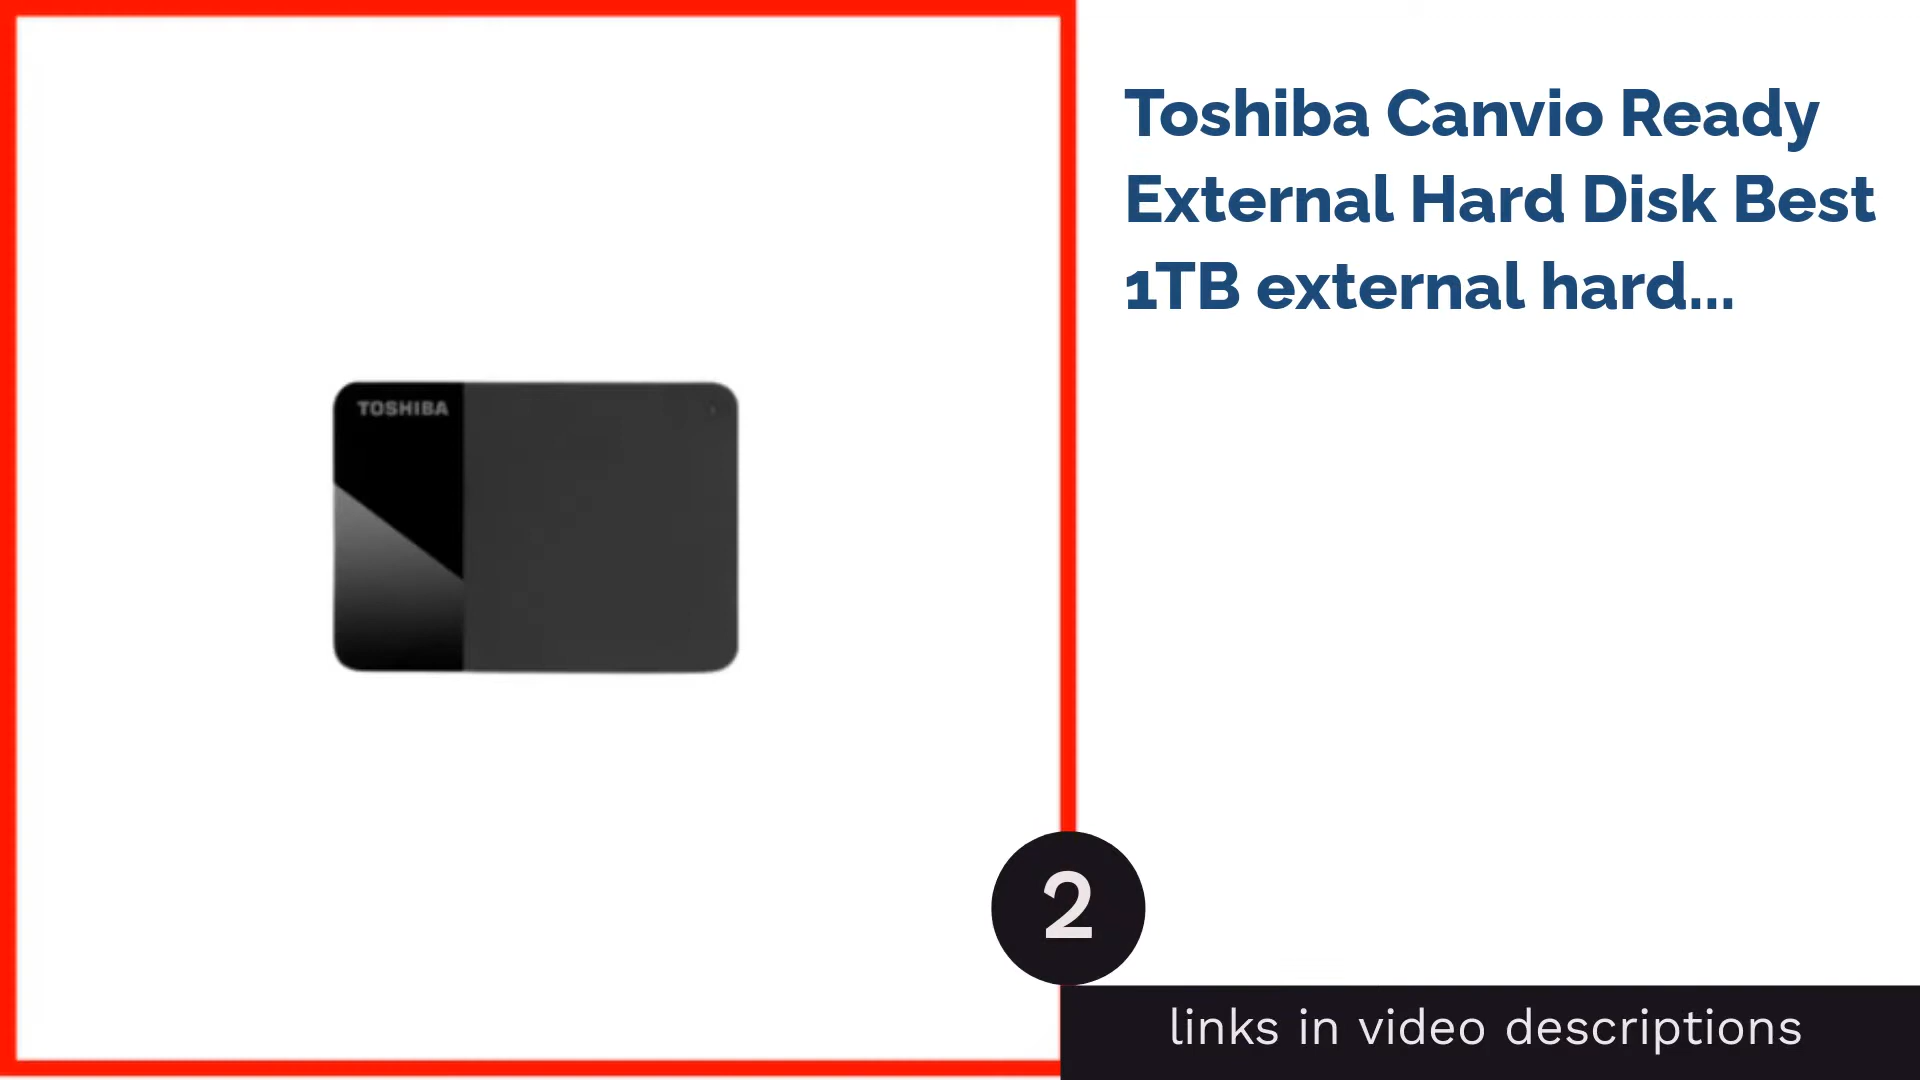 Toshiba Canvio Ready
External Hard Disk Best
1TB external hard...
TOSHIBA
2
links in video descriptions